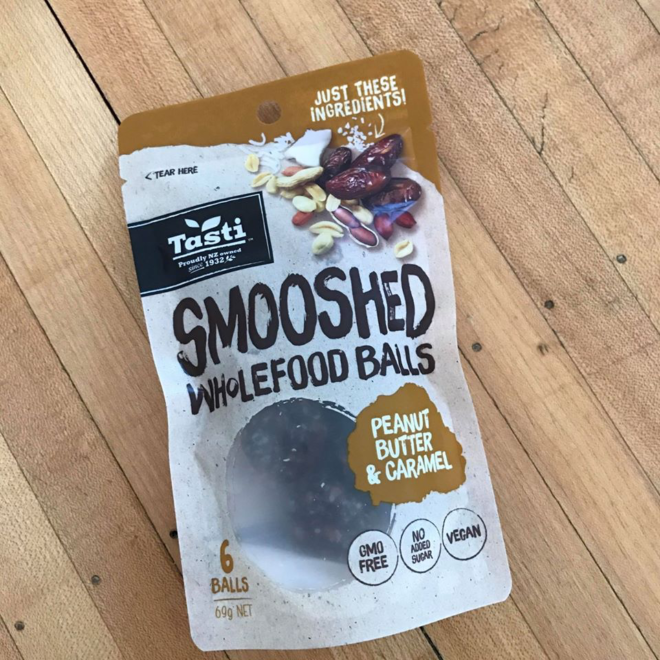 JUST THESE
INGREDIENTS!
< TEAR HERE
Tasti
Proudly NZ owned
since 1932
SMOOSHED
WHOLEFOOD BALLS
PEANUT
BUTTER
& CARAMEL
6
BALLS
69g NET
GMO
FREE
NO
ADDED
SUGAR
VEGAN